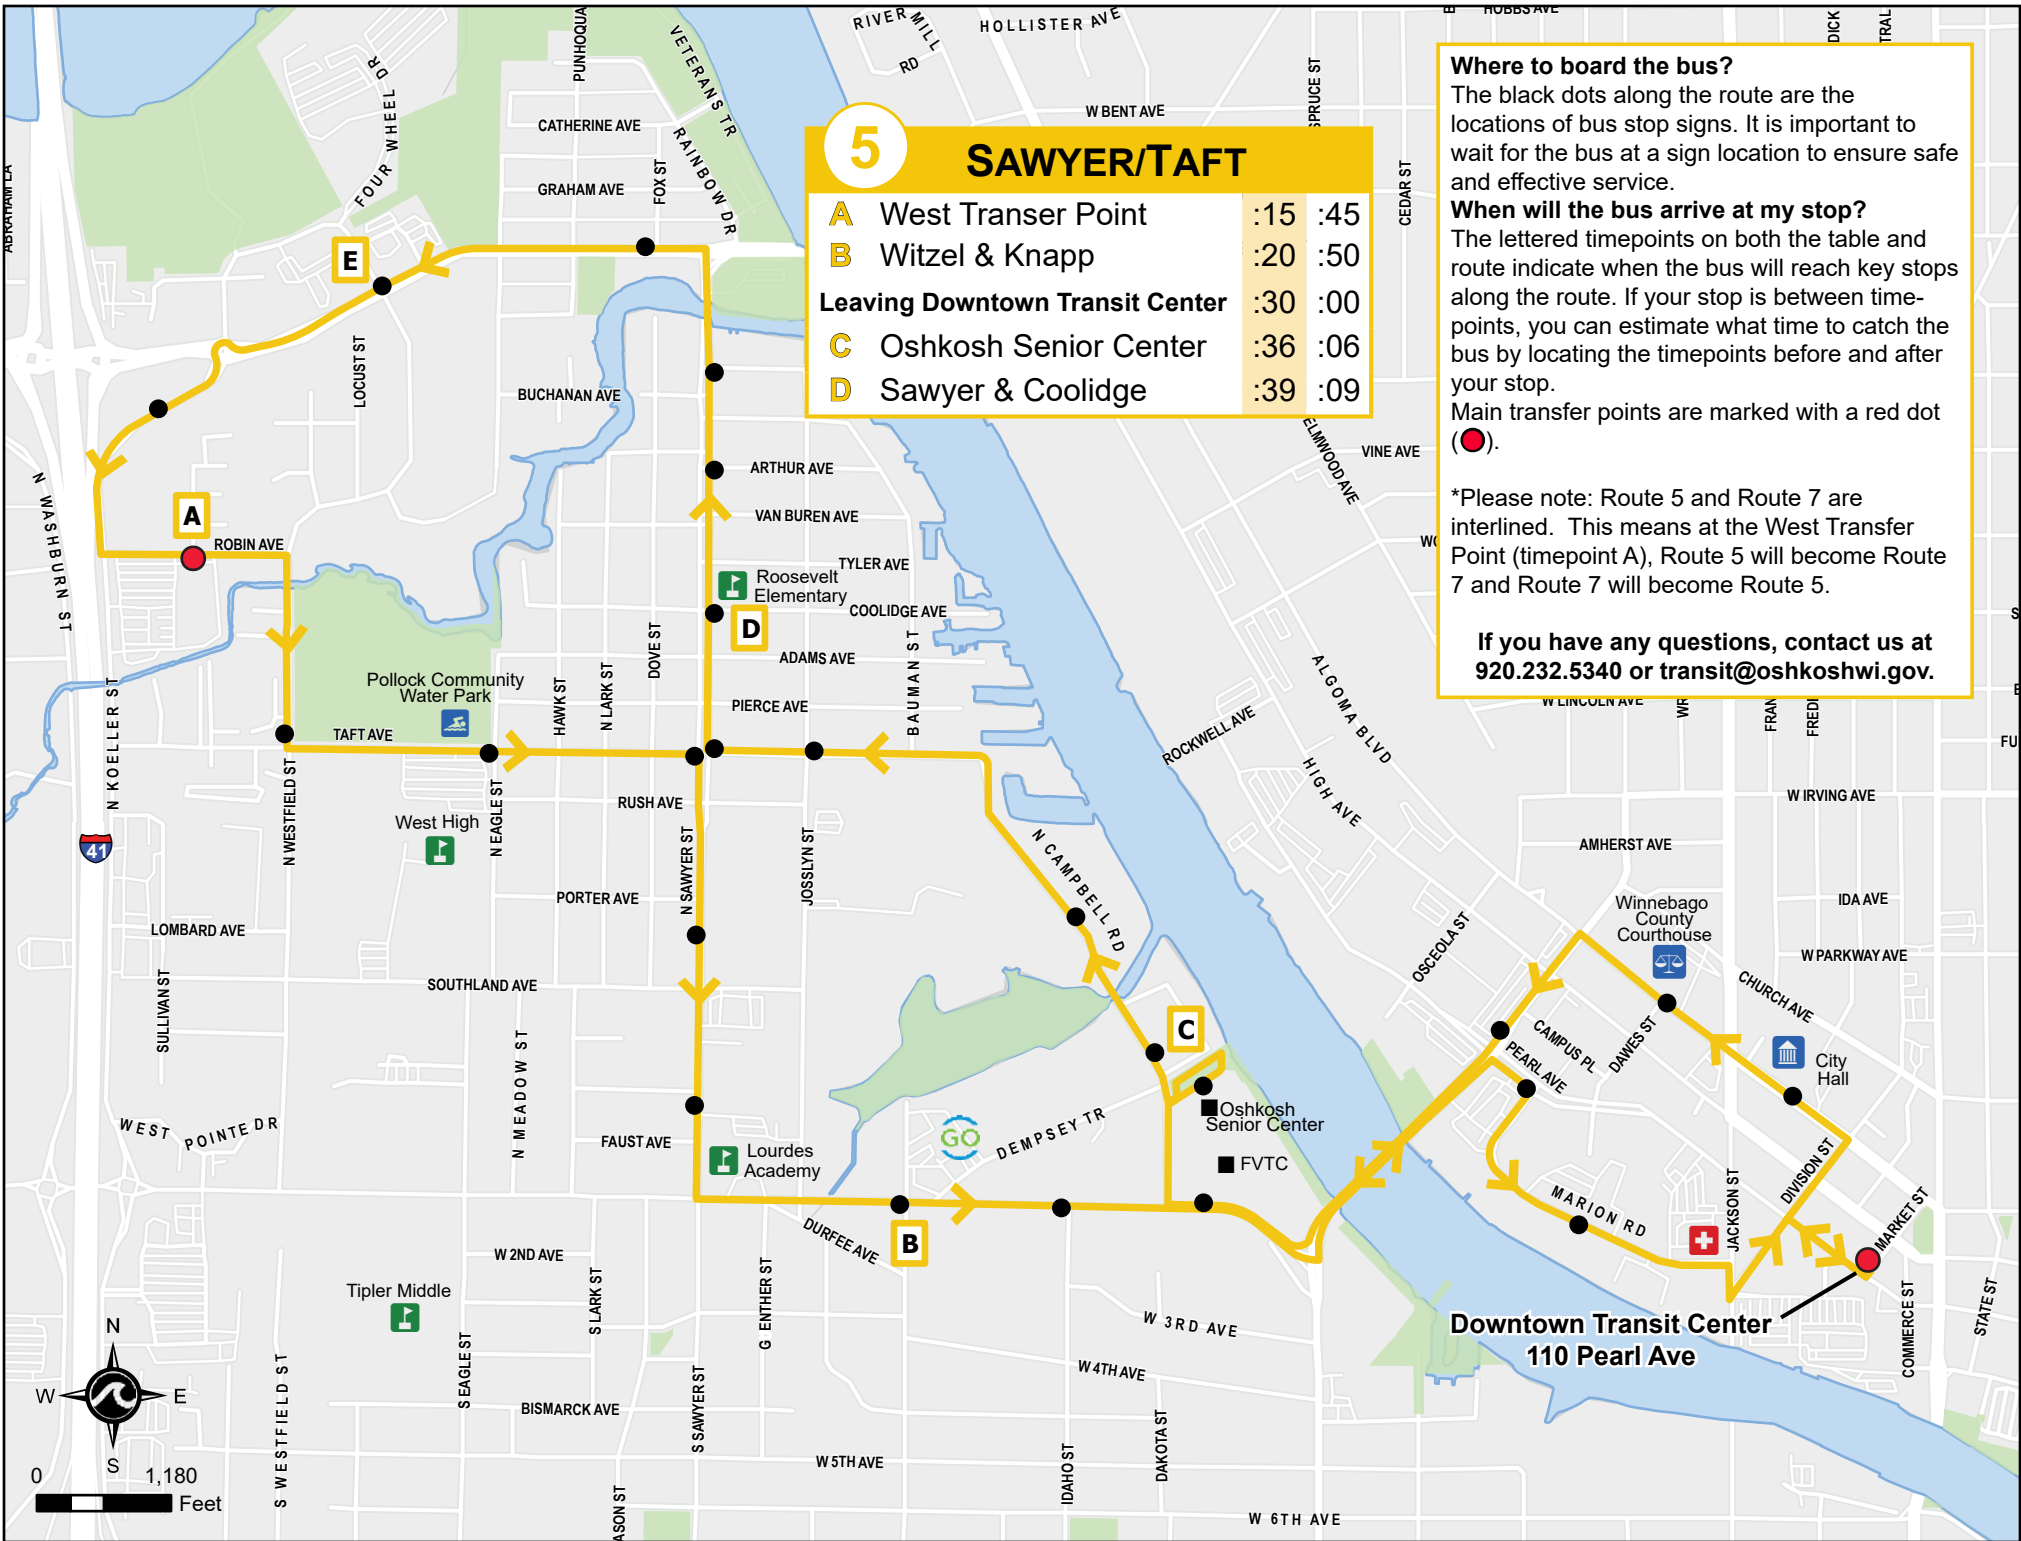 RIVER MILL RD
HOLLISTER AVE
HOBBS AVE
DICK
TRAL
PUNHOQUA
VETERANS TR
FOUR WHEEL DR
CATHERINE AVE
RAINBOW DR
W BENT AVE
SPRUCE ST
GRAHAM AVE
FOX ST
CEDAR ST
ABRAHAM LA
5
SAWYER/TAFT
A West Transer Point :15 :45
B Witzel & Knapp :20 :50
Leaving Downtown Transit Center :30 :00
C Oshkosh Senior Center :36 :06
D Sawyer & Coolidge :39 :09
Where to board the bus?
The black dots along the route are the
locations of bus stop signs. It is important to
wait for the bus at a sign location to ensure safe
and effective service.
When will the bus arrive at my stop?
The lettered timepoints on both the table and
route indicate when the bus will reach key stops
along the route. If your stop is between time-
points, you can estimate what time to catch the
bus by locating the timepoints before and after
your stop.
Main transfer points are marked with a red dot
( ).
*Please note: Route 5 and Route 7 are
interlined. This means at the West Transfer
Point (timepoint A), Route 5 will become Route
7 and Route 7 will become Route 5.
If you have any questions, contact us at
920.232.5340 or transit@oshkoshwi.gov.
E
LOCUST ST
BUCHANAN AVE
ELMWOOD AVE
VINE AVE
ARTHUR AVE
N WASHBURN ST
A
ROBIN AVE
VAN BUREN AVE
WO
TYLER AVE
Roosevelt
Elementary
COOLIDGE AVE
D
DOVE ST
BAUMAN ST
ADAMS AVE
Pollock Community
Water Park
HAWK ST
N LARK ST
PIERCE AVE
ALGOMA BLVD
ROCKWELL AVE
W LINCOLN AVE
WR
FRAN
FREDE
FU
N KOELLER ST
TAFT AVE
HIGH AVE
W IRVING AVE
41
N WESTFIELD ST
West High
N EAGLE ST
RUSH AVE
N SAWYER ST
JOSSLYN ST
N CAMPBELL RD
AMHERST AVE
PORTER AVE
IDA AVE
Winnebago
County
Courthouse
LOMBARD AVE
OSCEOLA ST
W PARKWAY AVE
SULLIVAN ST
SOUTHLAND AVE
CHURCH AVE
C
CAMPUS PL
DAWES ST
PEARL AVE
City
Hall
N MEADOW ST
Oshkosh
Senior Center
WEST POINTE DR
FAUST AVE
GO
DEMPSEY TR
Lourdes
Academy
FVTC
DIVISION ST
MARION RD
JACKSON ST
MARKET ST
B
DURFEE AVE
W 2ND AVE
Tipler Middle
S LARK ST
G ENTHER ST
W 3RD AVE
Downtown Transit Center
110 Pearl Ave
COMMERCE ST
STATE ST
N
W E
S
S WESTFIELD ST
S EAGLE ST
S SAWYER ST
W 4TH AVE
BISMARCK AVE
W 5TH AVE
IDAHO ST
DAKOTA ST
0 1,180
Feet
ASON ST
W 6TH AVE